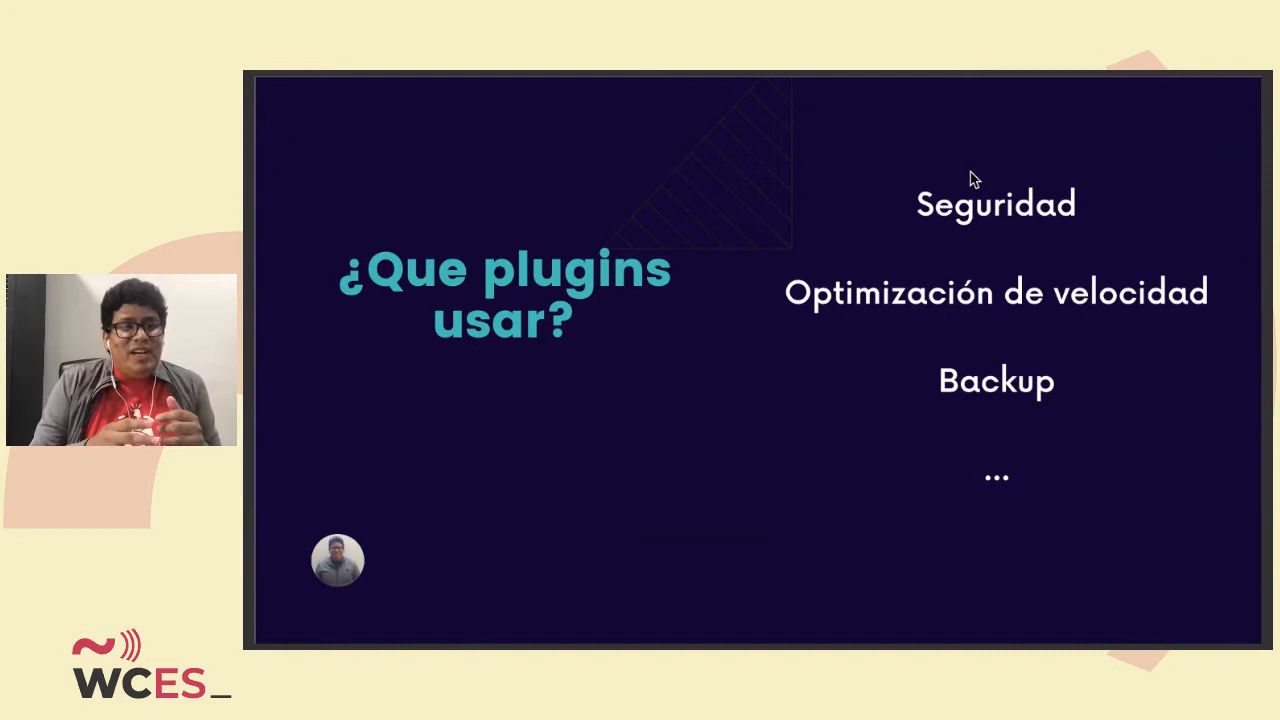 ¿Que plugins
usar?
Seguridad
Optimización de velocidad
Backup
...
WCES_